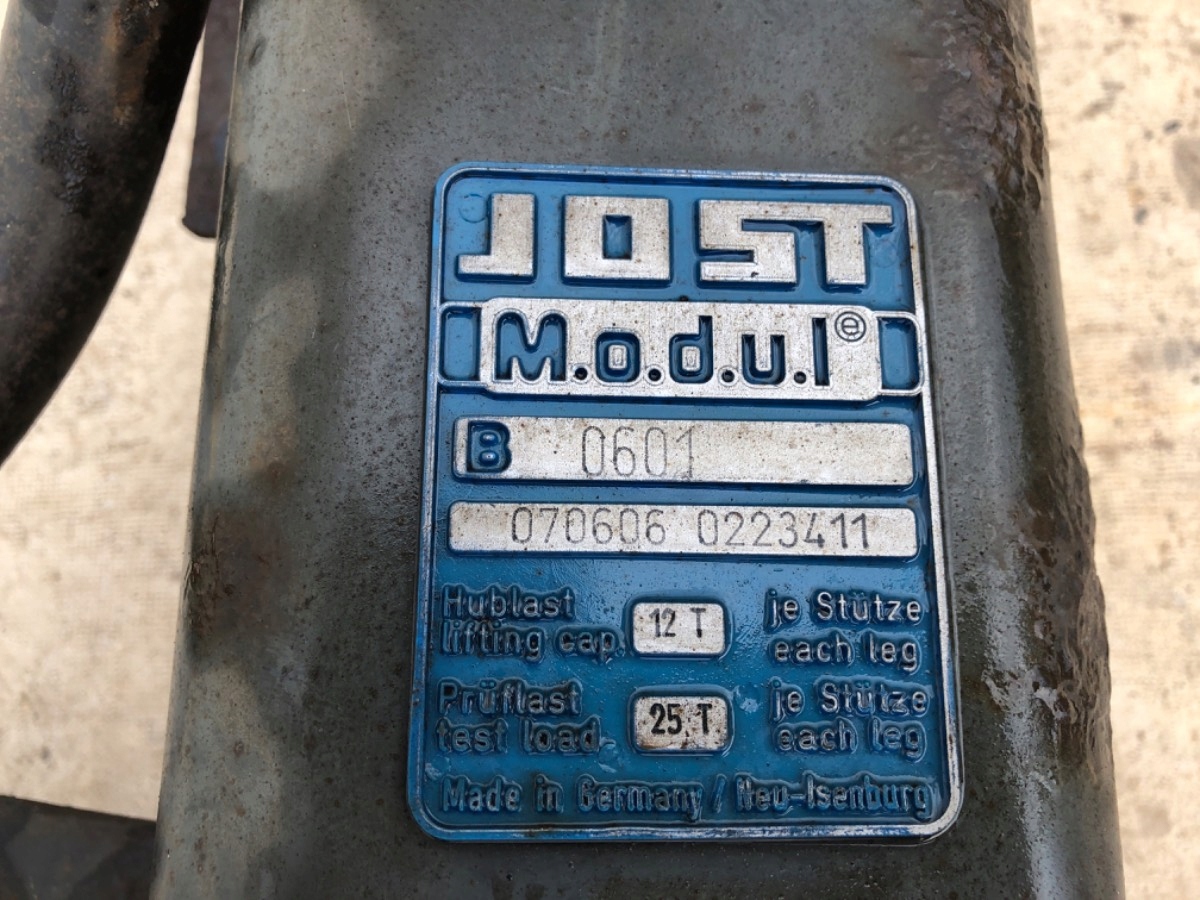 JOST
M.o.d.u.l ⓔ
B 0601
070606 0223411
Hublast 12 T je Stütze
lifting cap. each leg
Prüflast 25 T je Stütze
test load each leg
Made in Germany / Neu-Isenburg